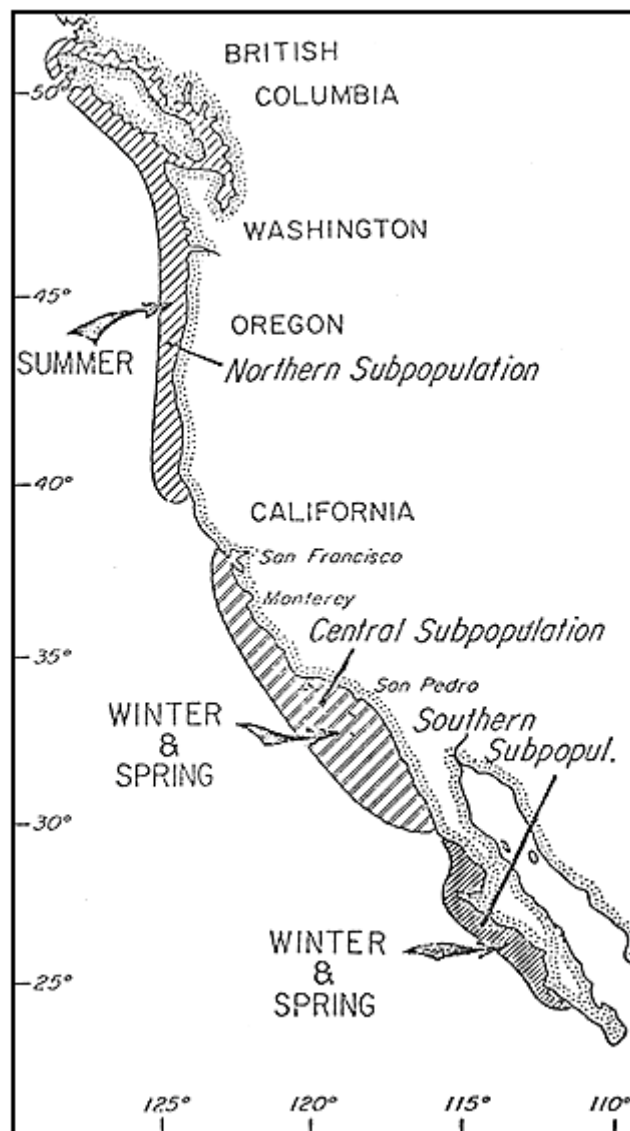 BRITISH
COLUMBIA
50°
WASHINGTON
45°
OREGON
SUMMER
Northern Subpopulation
40°
CALIFORNIA
San Francisco
Monterey
Central Subpopulation
35°
San Pedro
WINTER
&
SPRING
Southern
Subpopul.
30°
WINTER
&
SPRING
25°
125°
120°
115°
110°